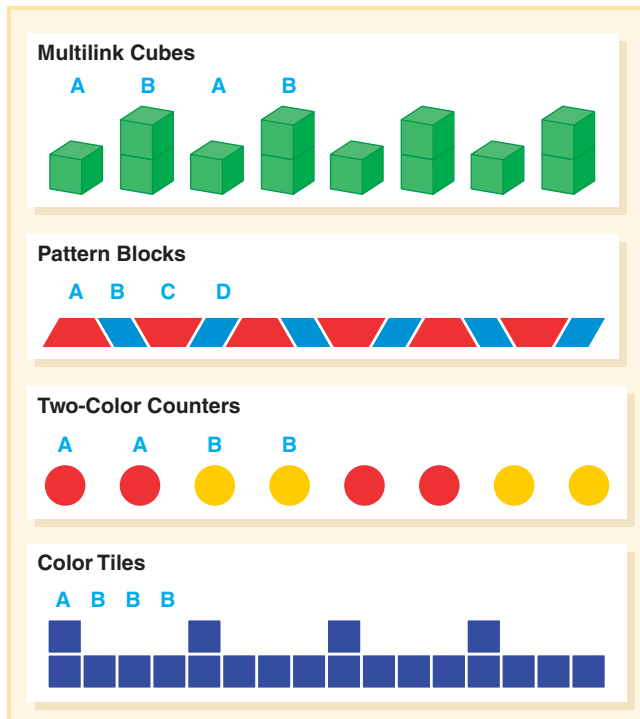 Multilink Cubes
A B A B
Pattern Blocks
A B C D
Two-Color Counters
A A B B
Color Tiles
A B B B